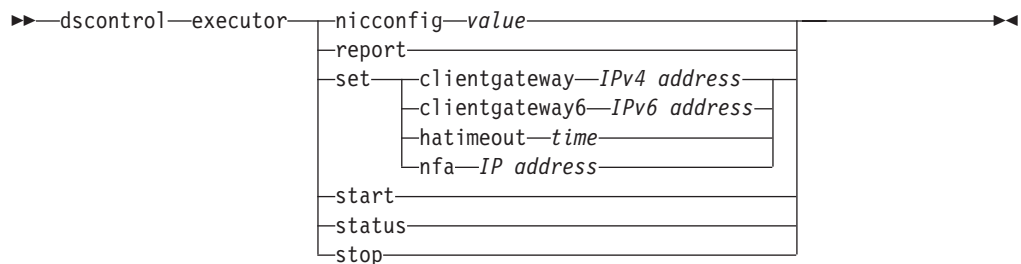 dscontrol executor nicconfig value
report
set clientgateway IPv4 address
clientgateway6 IPv6 address
hatimeout time
nfa IP address
start
status
stop